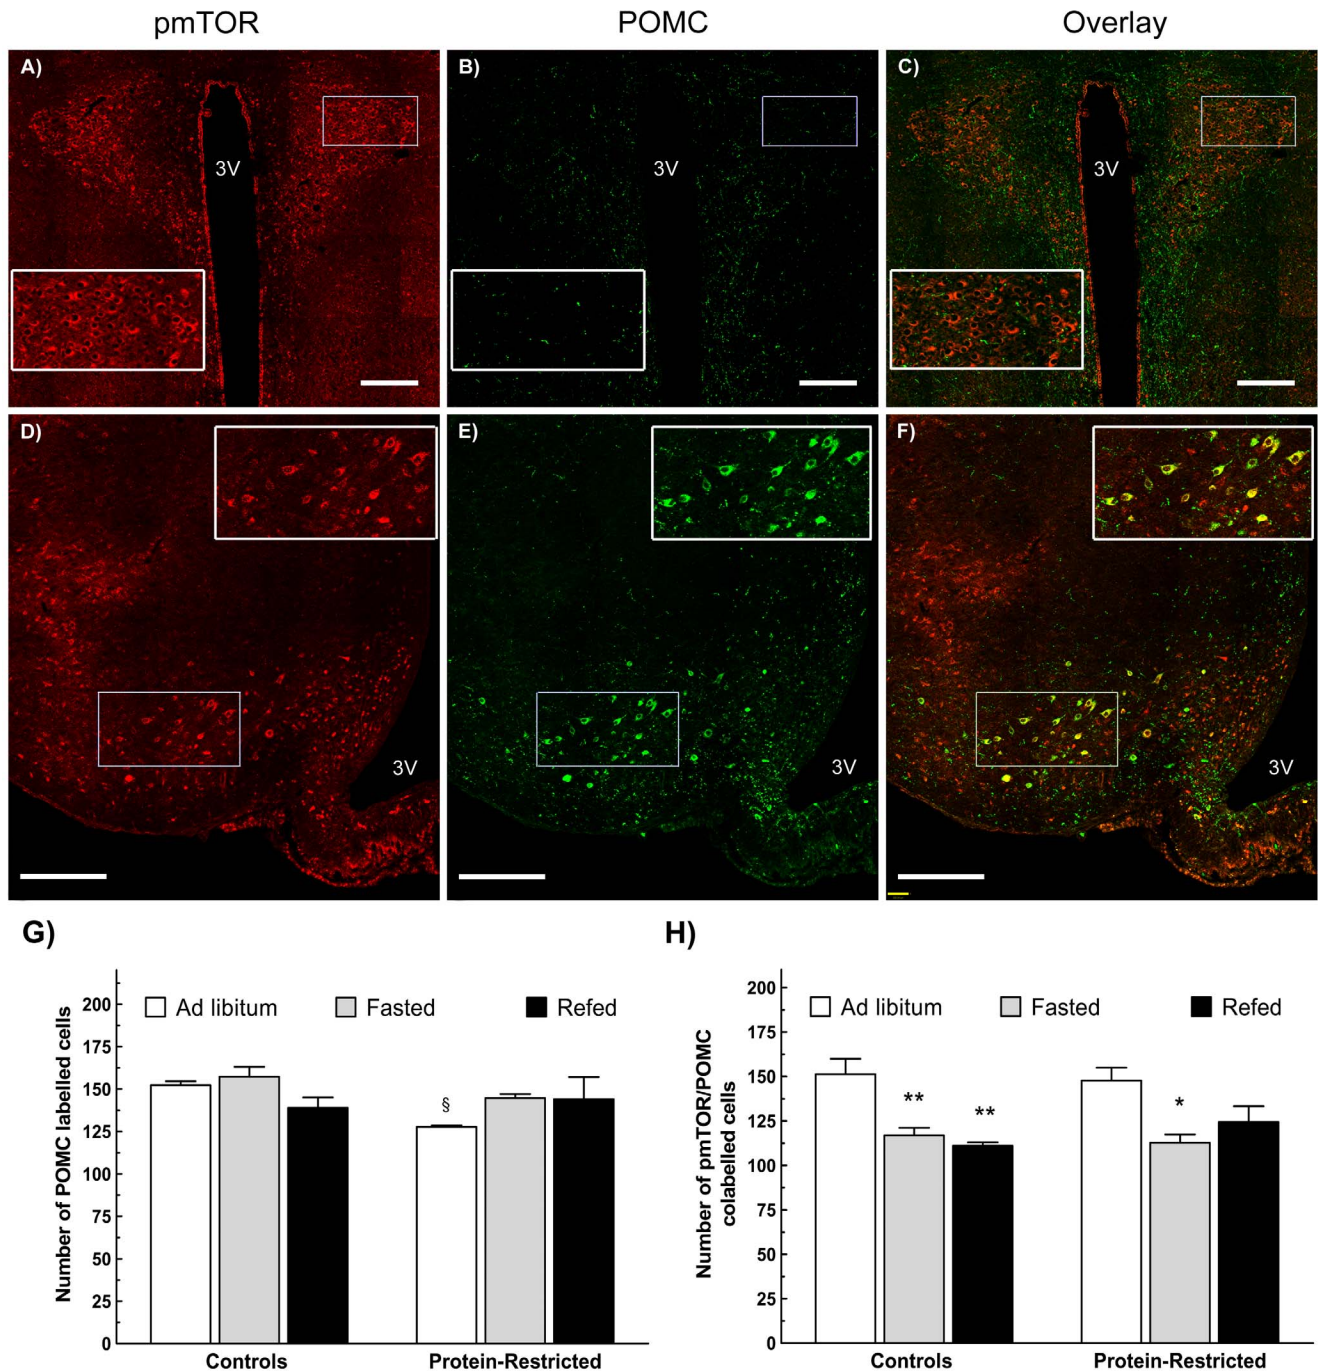 pmTOR POMC Overlay
A) B) C)
3V 3V 3V
D) E) F)
3V 3V 3V
G)
Number of POMC labelled cells
200
175
150
125
100
75
50
25
0
Ad libitum Fasted Refed
§
Controls Protein-Restricted
H)
Number of pmTOR/POMC
colabelled cells
200
175
150
125
100
75
50
25
0
Ad libitum Fasted Refed
** ** *
Controls Protein-Restricted